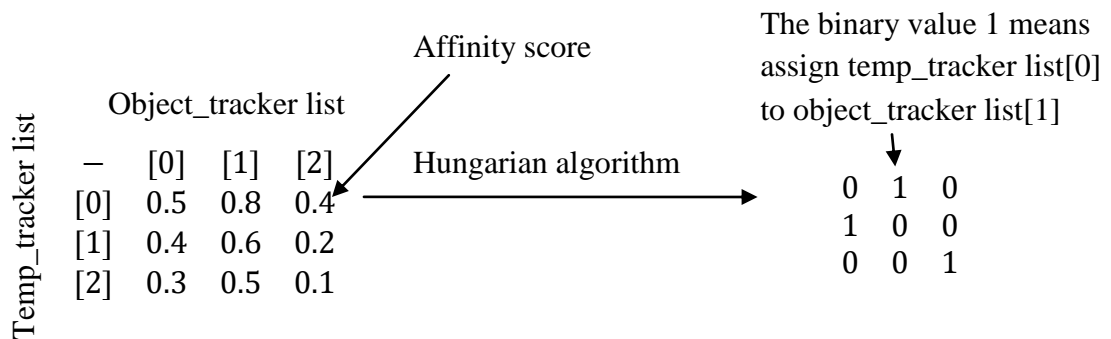 Affinity score
The binary value 1 means
assign temp_tracker list[0]
to object_tracker list[1]
Object_tracker list
Temp_tracker list
− [0] [1] [2]
[0] 0.5 0.8 0.4
[1] 0.4 0.6 0.2
[2] 0.3 0.5 0.1
Hungarian algorithm
0 1 0
1 0 0
0 0 1